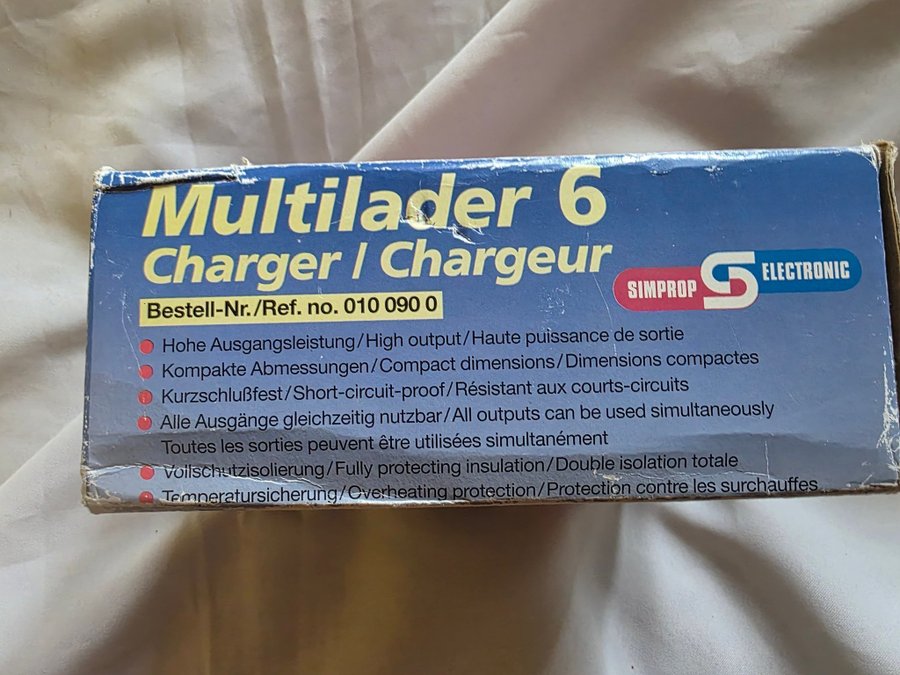 Multilader 6
Charger / Chargeur
SIMPROP ELECTRONIC
Bestell-Nr./Ref. no. 010 090 0
Hohe Ausgangsleistung/High output/Haute puissance de sortie
Kompakte Abmessungen/Compact dimensions/Dimensions compactes
Kurzschlußfest/Short-circuit-proof/Résistant aux courts-circuits
Alle Ausgänge gleichzeitig nutzbar/All outputs can be used simultaneously
Toutes les sorties peuvent être utilisées simultanément
Vollschutzisolierung/Fully protecting insulation/Double isolation totale
Temperatursicherung/Overheating protection/Protection contre les surchauffes